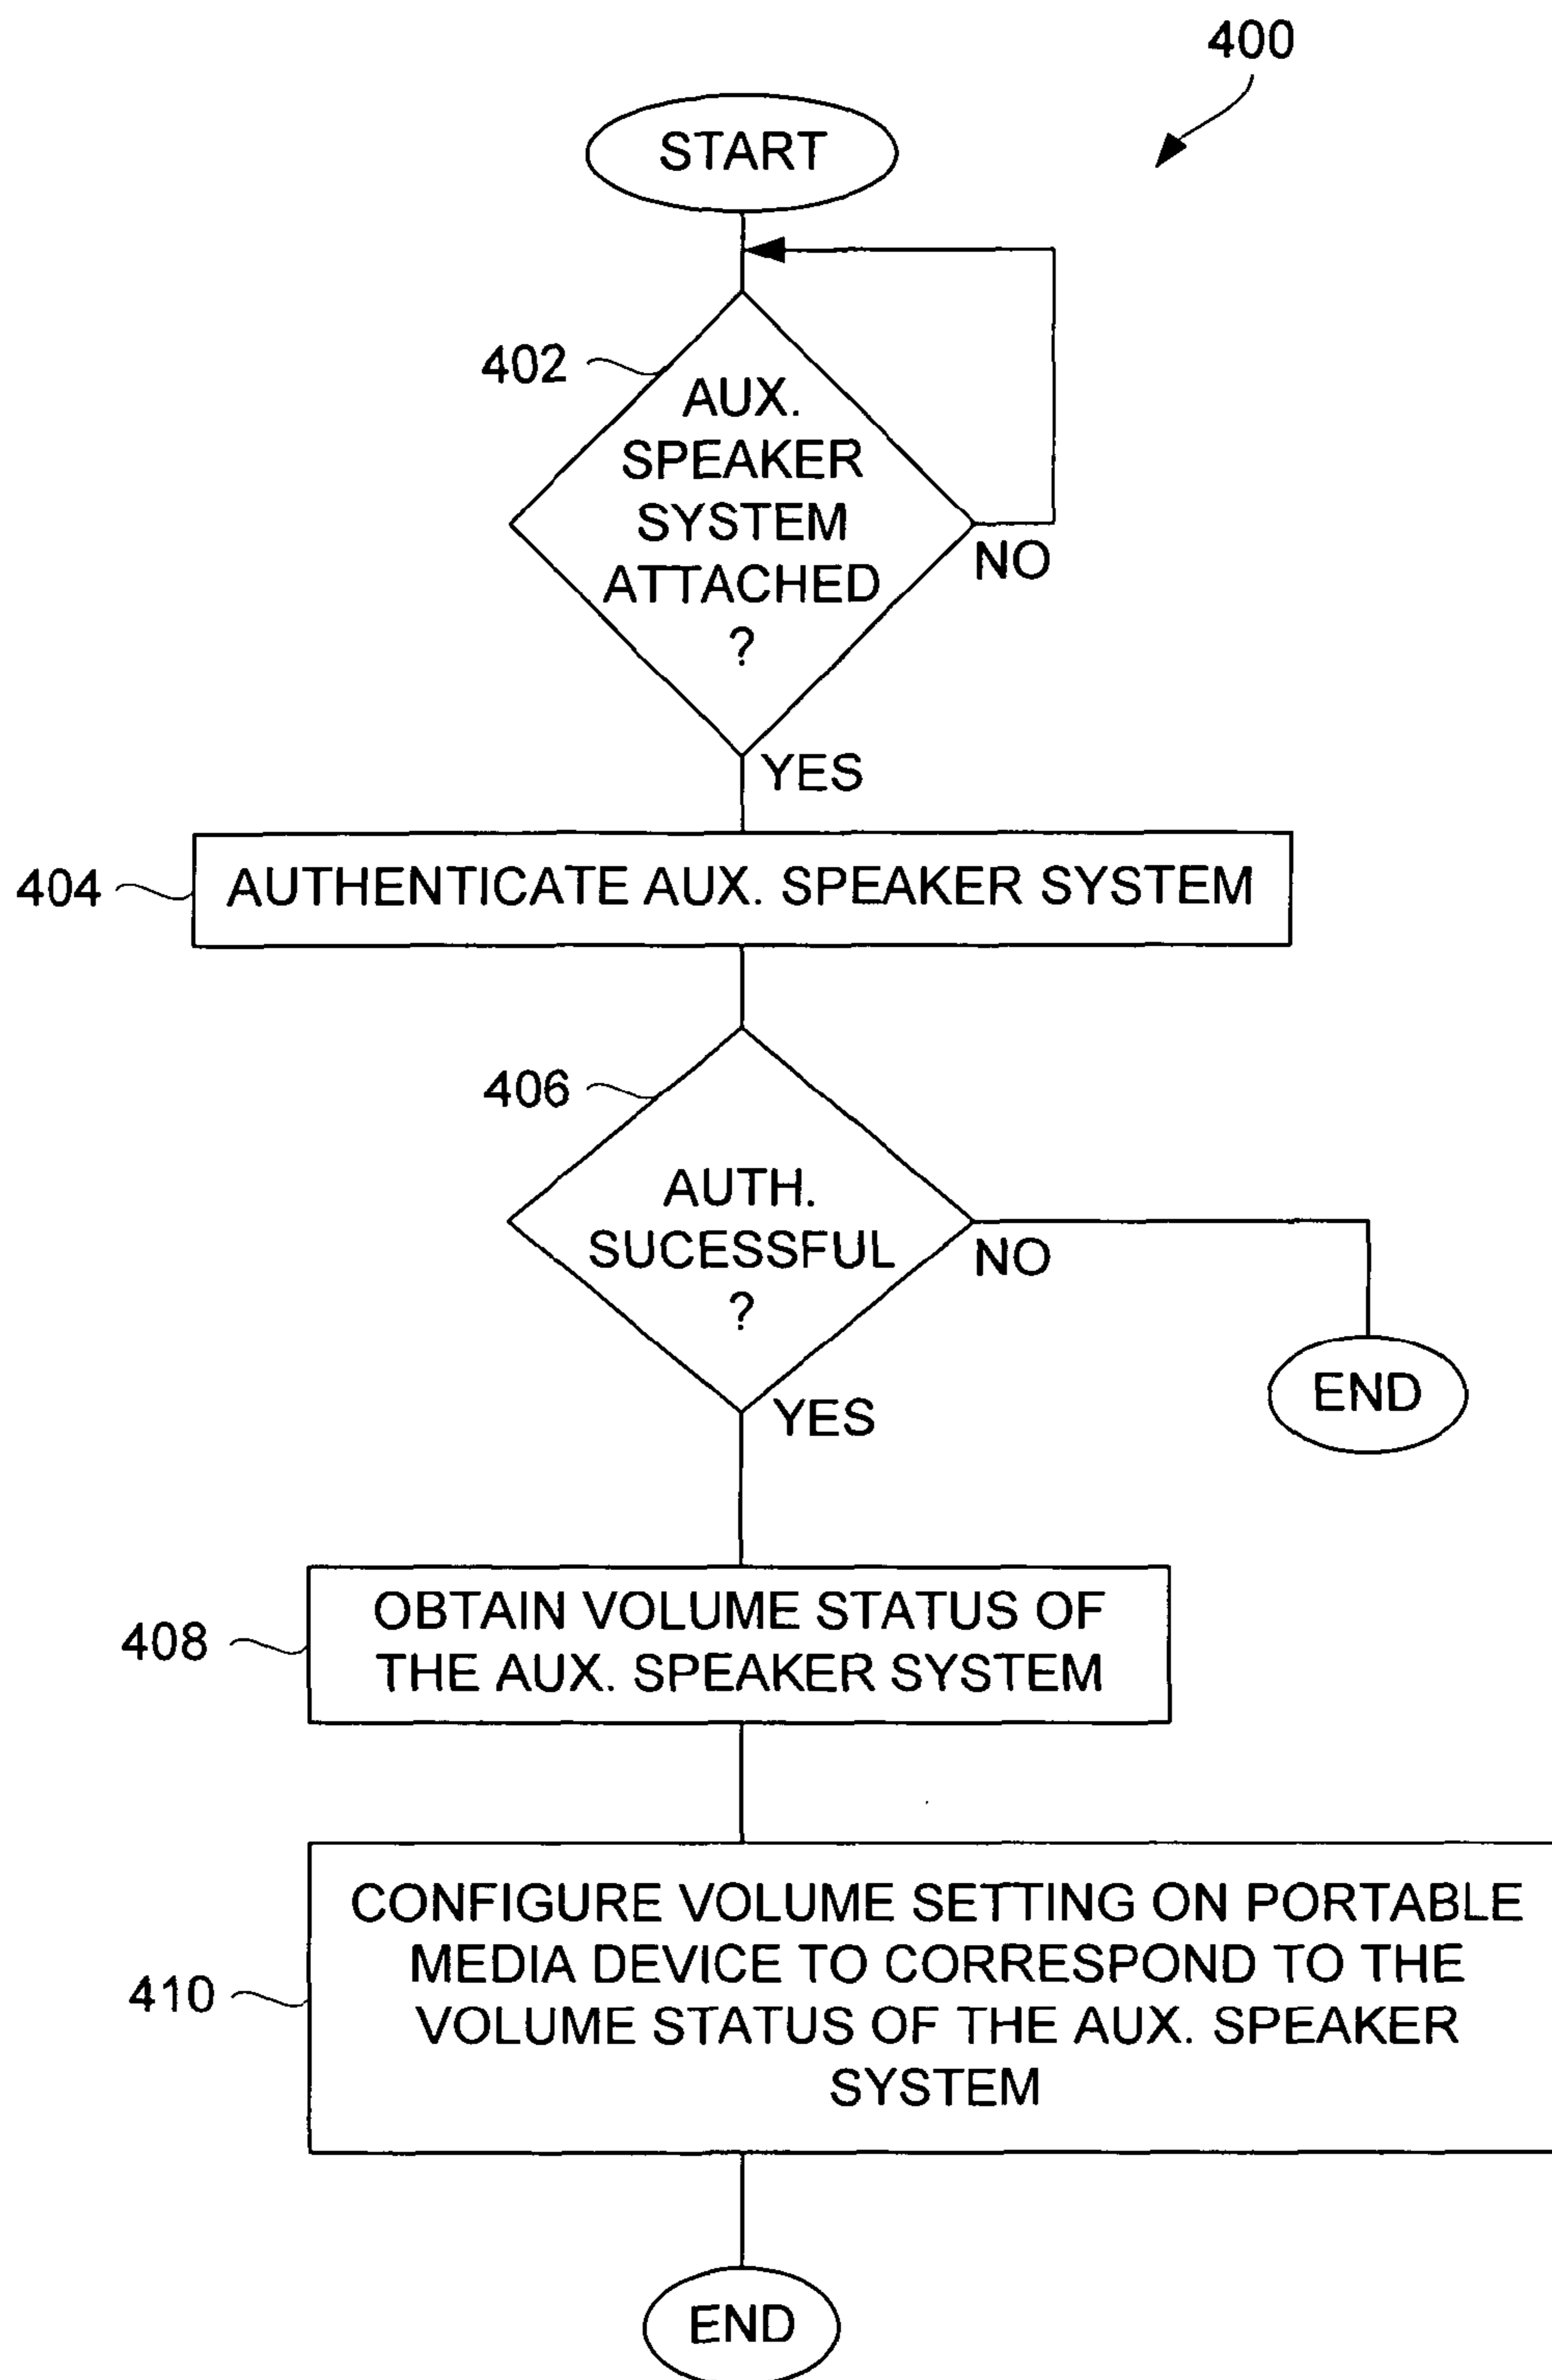 400
START
402
AUX.
SPEAKER
SYSTEM
ATTACHED
?
NO
YES
404
AUTHENTICATE AUX. SPEAKER SYSTEM
406
AUTH.
SUCESSFUL
?
NO
END
YES
408
OBTAIN VOLUME STATUS OF
THE AUX. SPEAKER SYSTEM
410
CONFIGURE VOLUME SETTING ON PORTABLE
MEDIA DEVICE TO CORRESPOND TO THE
VOLUME STATUS OF THE AUX. SPEAKER
SYSTEM
END